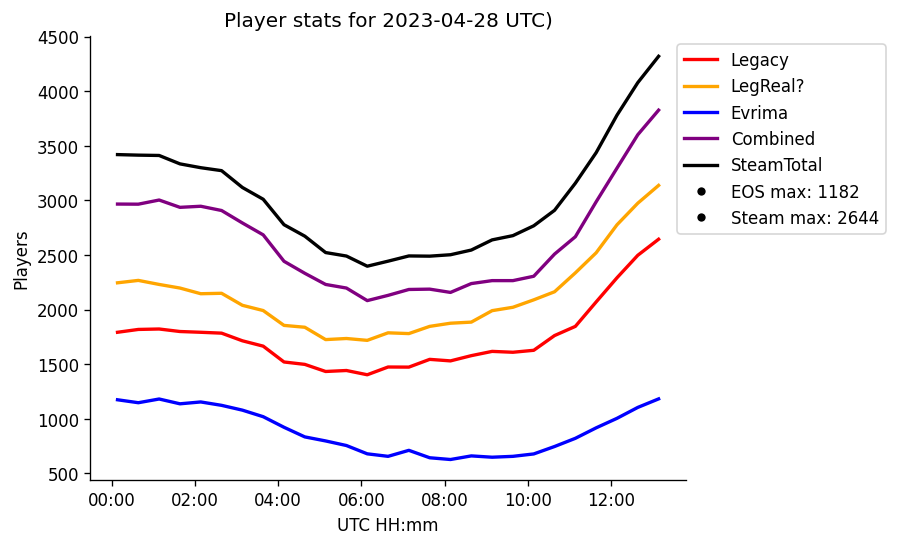 Player stats for 2023-04-28 UTC)
4500
4000
3500
3000
2500
2000
1500
1000
500
Players
00:00 02:00 04:00 06:00 08:00 10:00 12:00
UTC HH:mm
Legacy
LegReal?
Evrima
Combined
SteamTotal
EOS max: 1182
Steam max: 2644